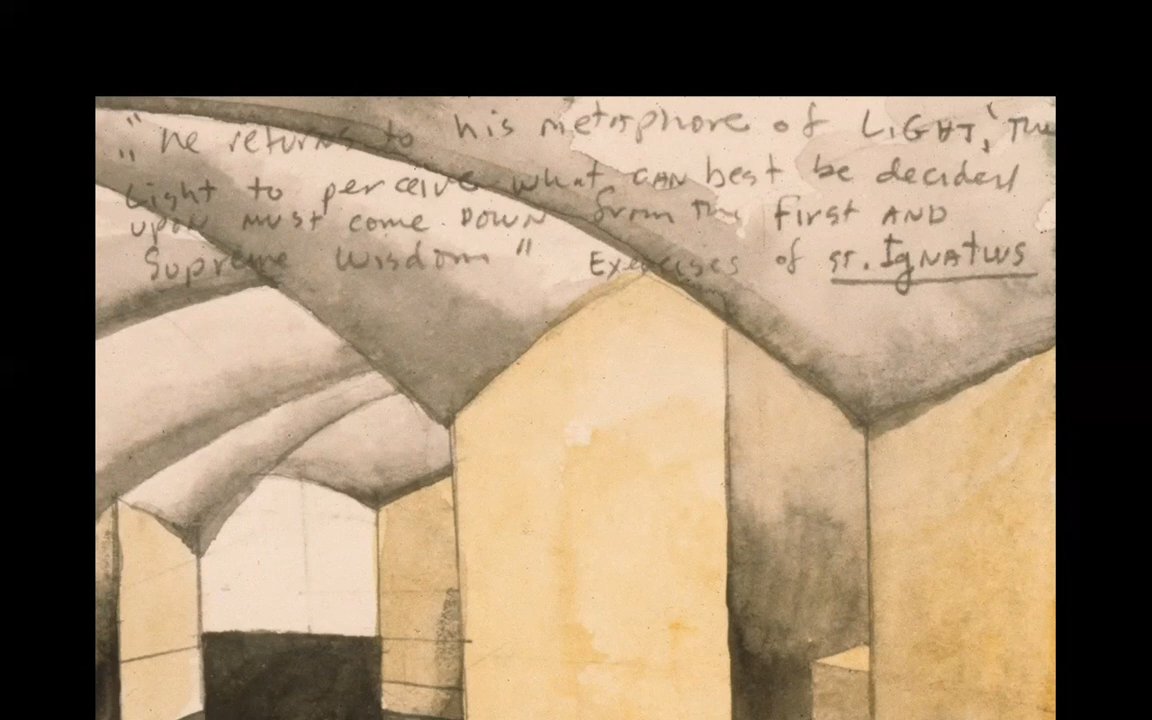 "he returns to his metaphore of LIGHT, 'The
Light to perceive what CAN best be decided
upon must come DOWN from the first AND
Supreme Wisdom" Exercises of ST. IgNATIUS